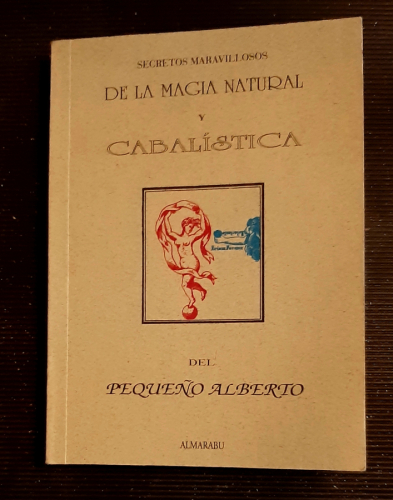 SECRETOS MARAVILLOSOS
DE LA MAGIA NATURAL
Y
CABALÍSTICA
DEL
PEQUEÑO ALBERTO
ALMARABU